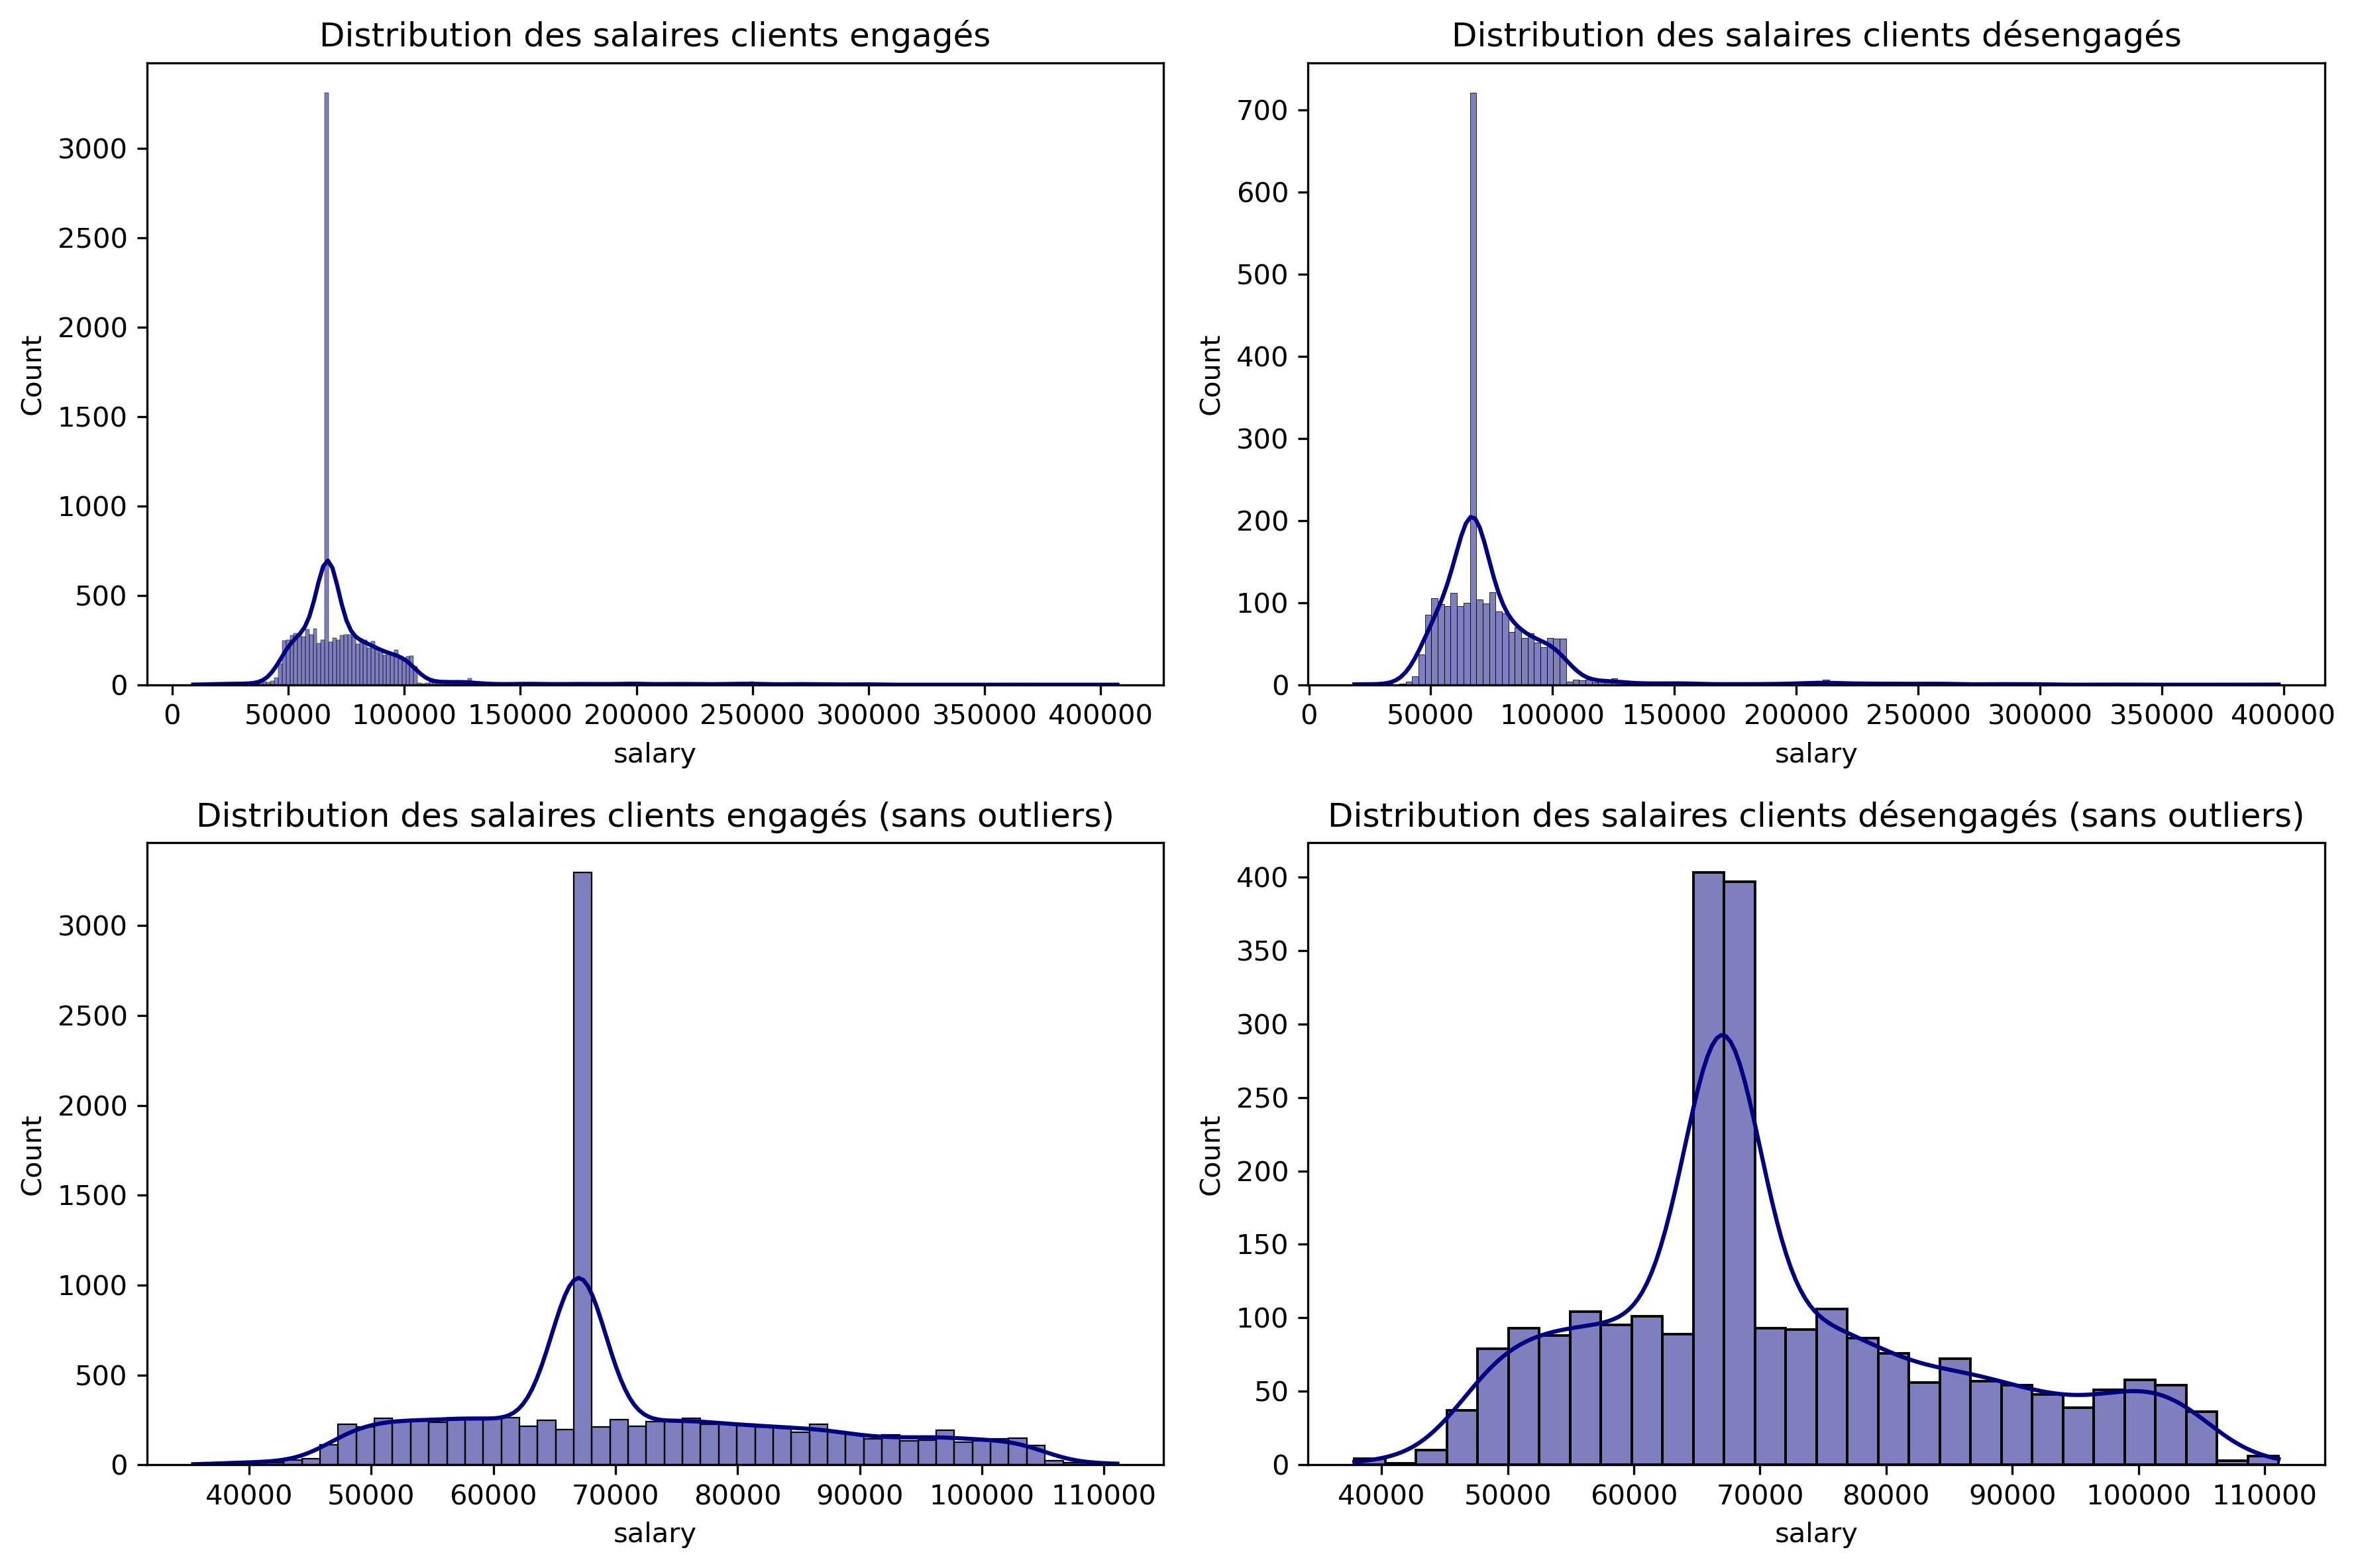 Distribution des salaires clients engagés
Count
3000
2500
2000
1500
1000
500
0
0 50000 100000 150000 200000 250000 300000 350000 400000
salary
Distribution des salaires clients désengagés
Count
700
600
500
400
300
200
100
0
0 50000 100000 150000 200000 250000 300000 350000 400000
salary
Distribution des salaires clients engagés (sans outliers)
Count
3000
2500
2000
1500
1000
500
0
40000 50000 60000 70000 80000 90000 100000 110000
salary
Distribution des salaires clients désengagés (sans outliers)
Count
400
350
300
250
200
150
100
50
0
40000 50000 60000 70000 80000 90000 100000 110000
salary